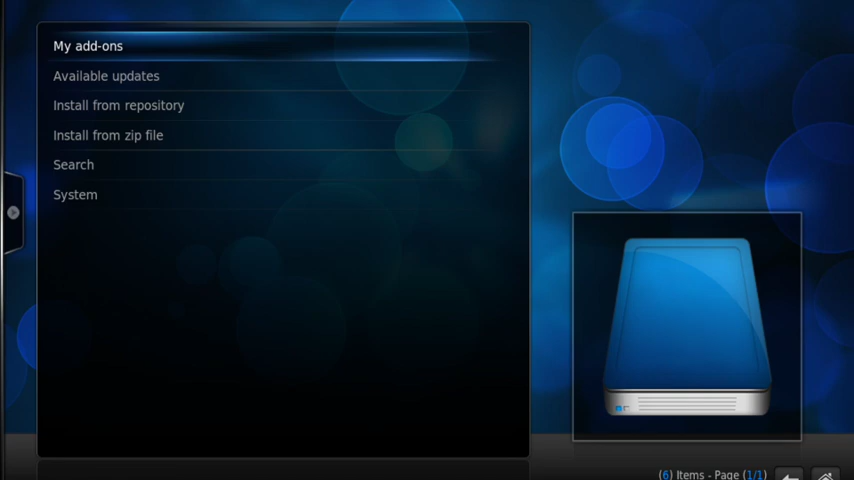 My add-ons
Available updates
Install from repository
Install from zip file
Search
System
(6) Items - Page (1/1)